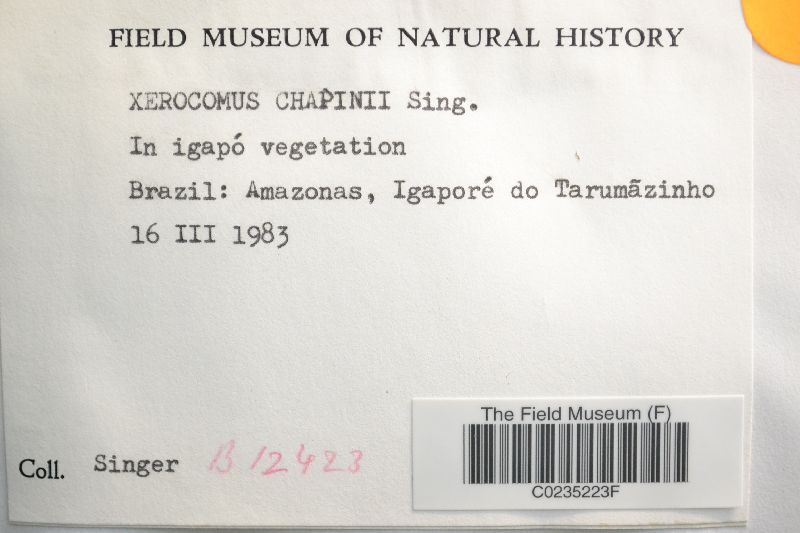 FIELD MUSEUM OF NATURAL HISTORY
XEROCOMUS CHAPINII Sing.
In igapó vegetation
Brazil: Amazonas, Igaporé do Tarumãzinho
16 III 1983
Coll. Singer B 12423
The Field Museum (F)
C0235223F